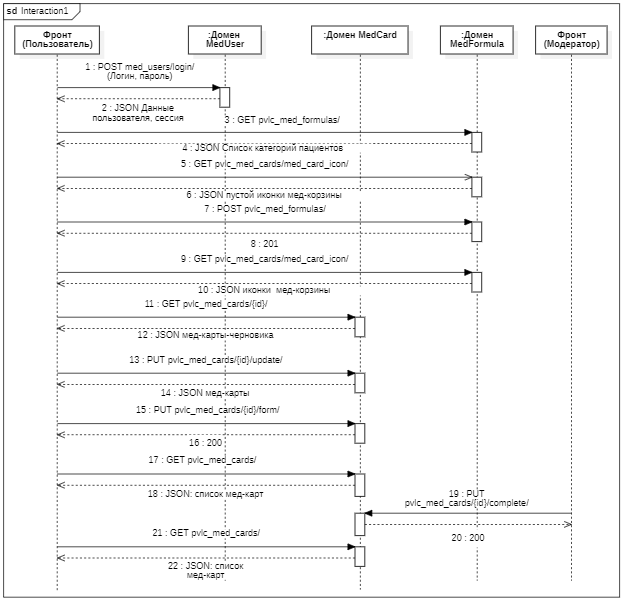 sd Interaction1
Фронт
(Пользователь)
:Домен
MedUser
:Домен MedCard
:Домен
MedFormula
Фронт
(Модератор)
1 : POST med_users/login/
(Логин, пароль)
2 : JSON Данные
пользователя, сессия
3 : GET pvlc_med_formulas/
4 : JSON Список категорий пациентов
5 : GET pvlc_med_cards/med_card_icon/
6 : JSON пустой иконки мед-корзины
7 : POST pvlc_med_formulas/
8 : 201
9 : GET pvlc_med_cards/med_card_icon/
10 : JSON иконки мед-корзины
11 : GET pvlc_med_cards/{id}/
12 : JSON мед-карты-черновика
13 : PUT pvlc_med_cards/{id}/update/
14 : JSON мед-карты
15 : PUT pvlc_med_cards/{id}/form/
16 : 200
17 : GET pvlc_med_cards/
18 : JSON: список мед-карт
19 : PUT
pvlc_med_cards/{id}/complete/
20 : 200
21 : GET pvlc_med_cards/
22 : JSON: список
мед-карт